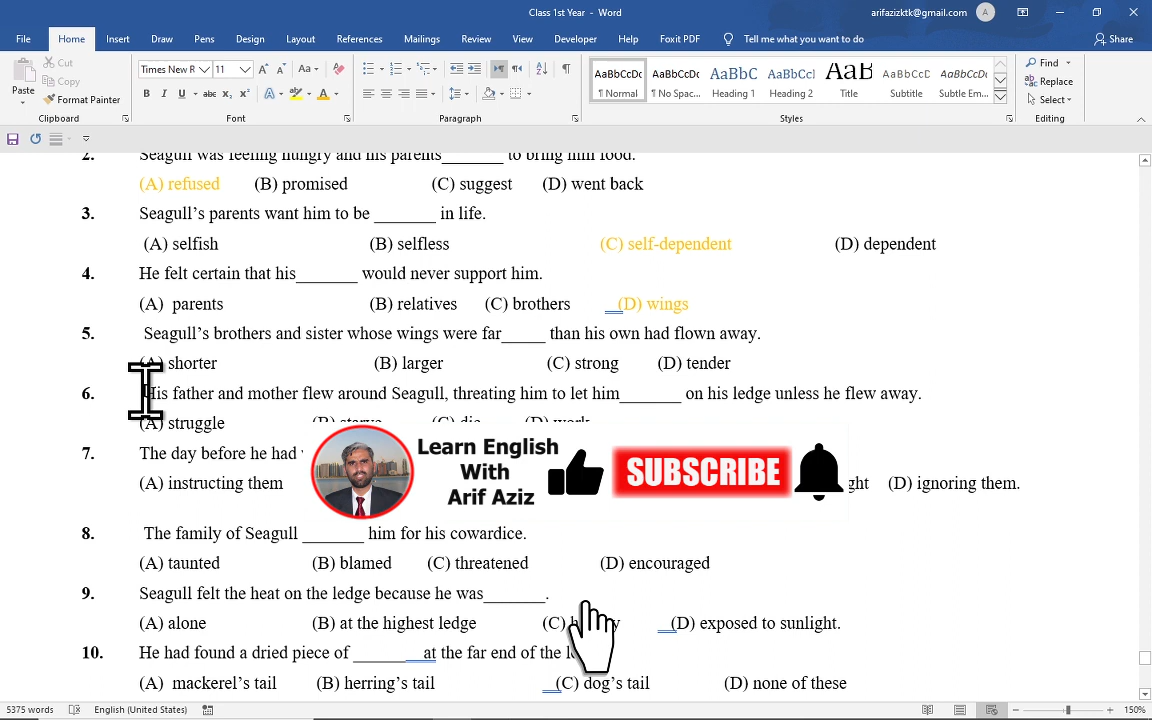 Class 1st Year - Word
arifazizktk@gmail.com
A
File Home Insert Draw Pens Design Layout References Mailings Review View Developer Help Foxit PDF Tell me what you want to do Share
Cut
Copy
Format Painter
Paste
Times New R 11
Clipboard Font Paragraph Styles Editing
AaBbCcDc AaBbCcDc AaBbC AaBbCcl AaB AaBbCcD AaBbCcDc
¶ Normal ¶ No Spac... Heading 1 Heading 2 Title Subtitle Subtle Em...
Find
Replace
Select
2. Seagull was feeling hungry and his parents_______ to bring him food.
(A) refused (B) promised (C) suggest (D) went back
3. Seagull's parents want him to be _______ in life.
(A) selfish (B) selfless (C) self-dependent (D) dependent
4. He felt certain that his_______ would never support him.
(A) parents (B) relatives (C) brothers (D) wings
5. Seagull's brothers and sister whose wings were far_____ than his own had flown away.
(A) shorter (B) larger (C) strong (D) tender
6. His father and mother flew around Seagull, threating him to let him_______ on his ledge unless he flew away.
(A) struggle (B) starve (C) die (D) work
7. The day before he had
(A) instructing them (D) ignoring them.
Learn English
With
Arif Aziz
SUBSCRIBE
8. The family of Seagull _______ him for his cowardice.
(A) taunted (B) blamed (C) threatened (D) encouraged
9. Seagull felt the heat on the ledge because he was_______.
(A) alone (B) at the highest ledge (C) (D) exposed to sunlight.
10. He had found a dried piece of _________at the far end of the
(A) mackerel's tail (B) herring's tail (C) dog's tail (D) none of these
5375 words English (United States) 150%